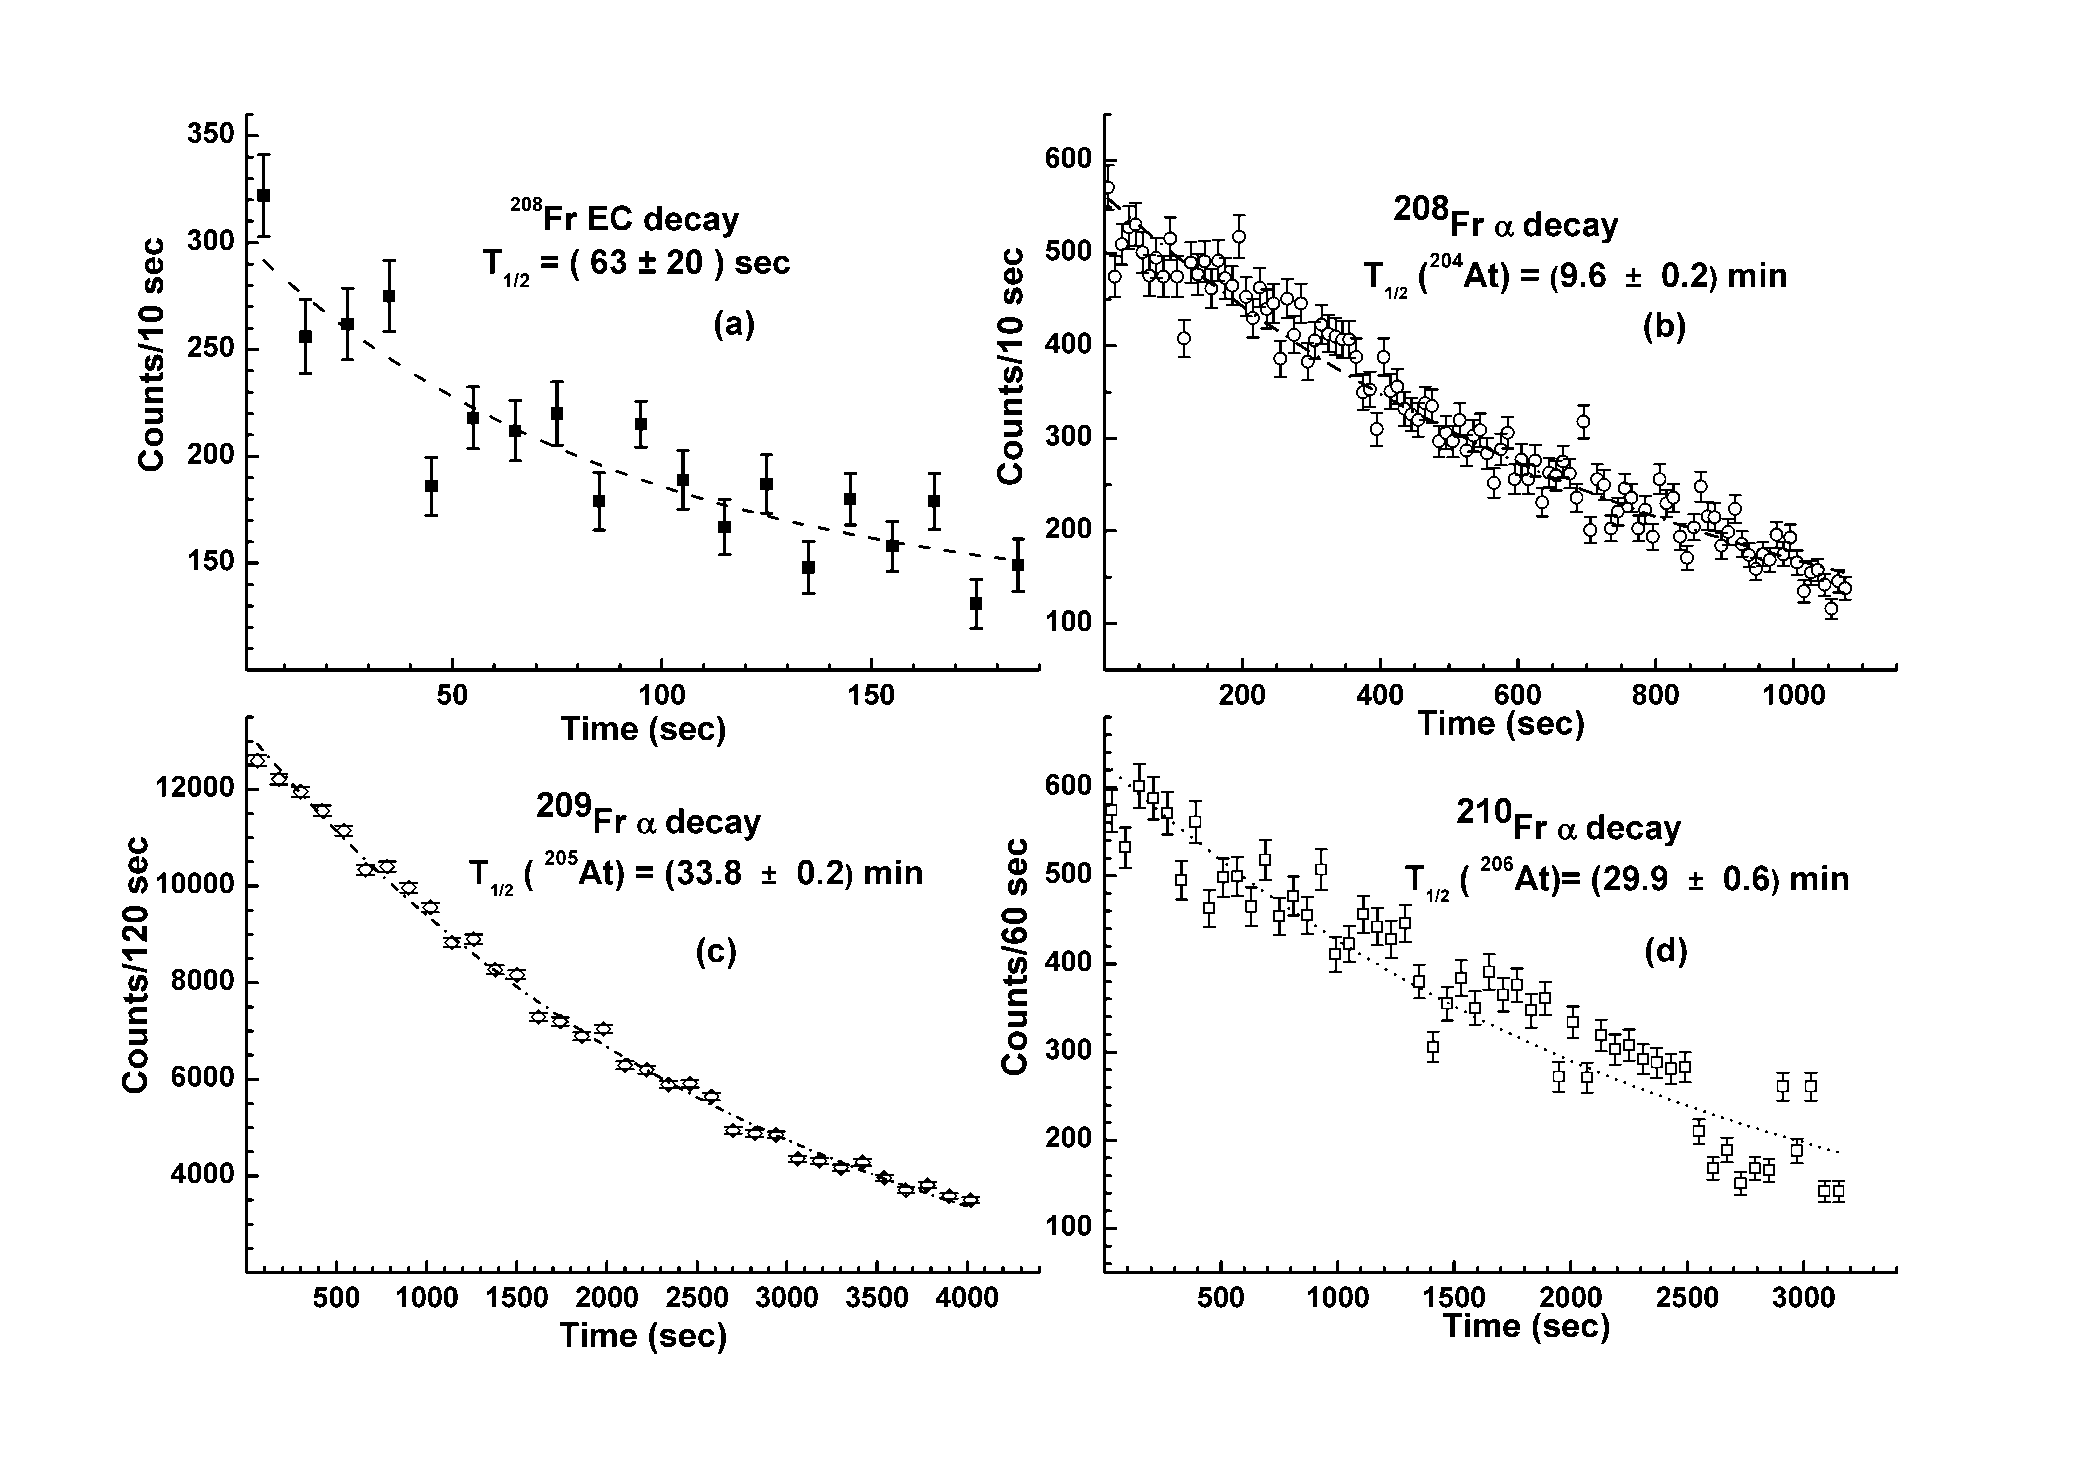 350
300
250
200
150
Counts/10 sec
208Fr EC decay
T1/2 = ( 63 ± 20 ) sec
(a)
50 100 150
Time (sec)
600
500
400
300
200
100
Counts/10 sec
208Fr α decay
T1/2 (204At) = (9.6 ± 0.2) min
(b)
200 400 600 800 1000
Time (sec)
12000
10000
8000
6000
4000
Counts/120 sec
209Fr α decay
T1/2 ( 205At) = (33.8 ± 0.2) min
(c)
500 1000 1500 2000 2500 3000 3500 4000
Time (sec)
600
500
400
300
200
100
Counts/60 sec
210Fr α decay
T1/2 ( 206At)= (29.9 ± 0.6) min
(d)
500 1000 1500 2000 2500 3000
Time (sec)